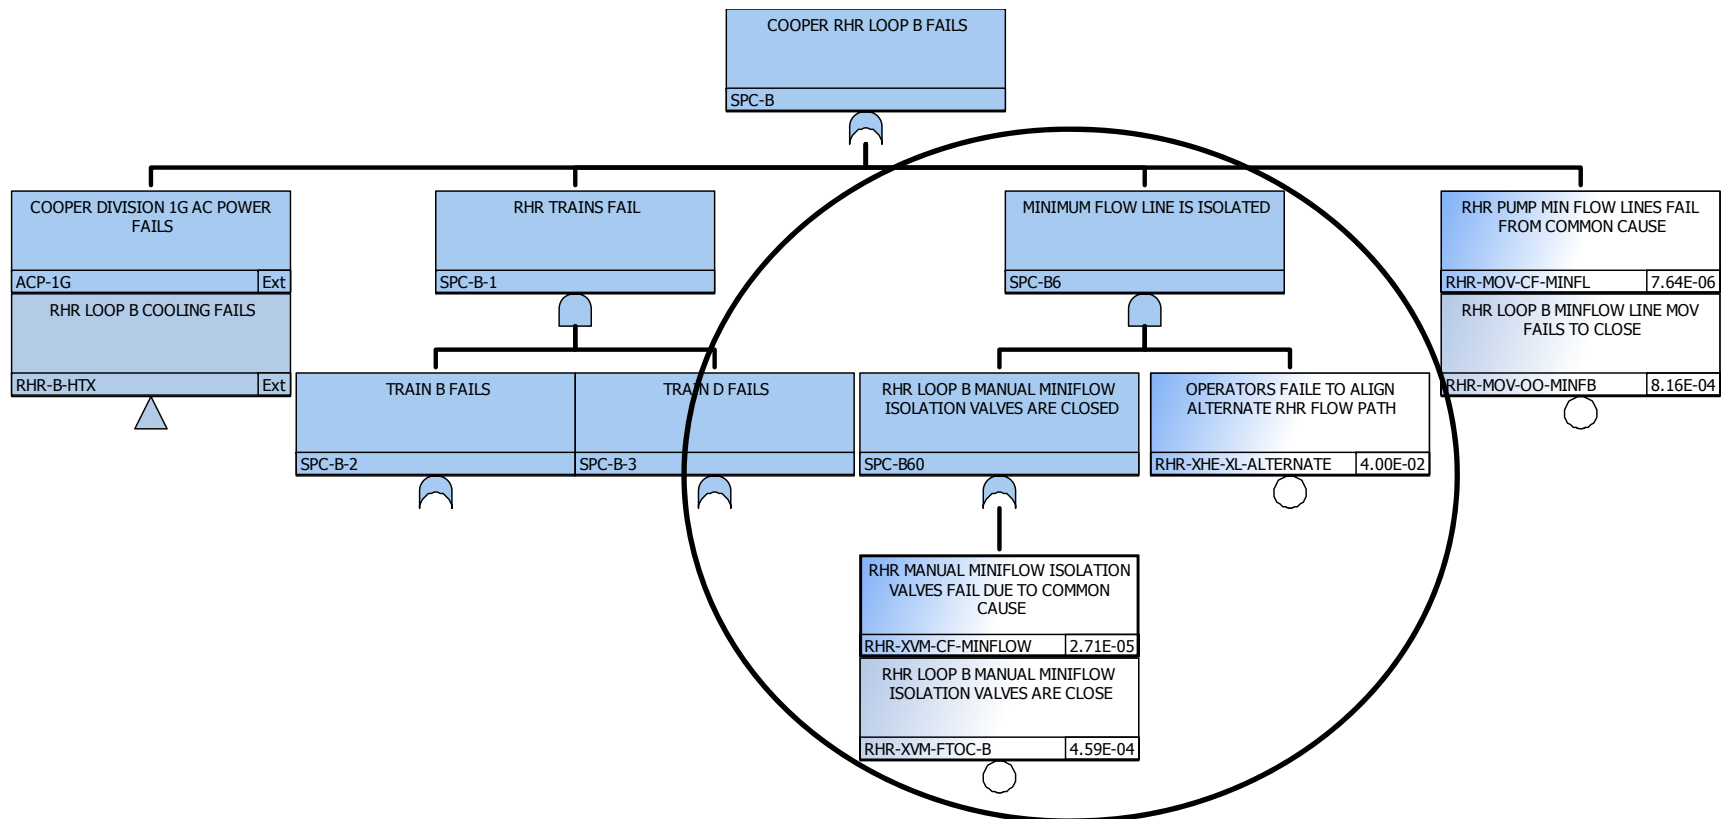 COOPER RHR LOOP B FAILS
SPC-B
COOPER DIVISION 1G AC POWER
FAILS
ACP-1G
Ext
RHR LOOP B COOLING FAILS
RHR-B-HTX
Ext
RHR TRAINS FAIL
SPC-B-1
MINIMUM FLOW LINE IS ISOLATED
SPC-B6
RHR PUMP MIN FLOW LINES FAIL
FROM COMMON CAUSE
RHR-MOV-CF-MINFL
7.64E-06
RHR LOOP B MINFLOW LINE MOV
FAILS TO CLOSE
RHR-MOV-OO-MINFB
8.16E-04
TRAIN B FAILS
SPC-B-2
TRAIN D FAILS
SPC-B-3
RHR LOOP B MANUAL MINIFLOW
ISOLATION VALVES ARE CLOSED
SPC-B60
OPERATORS FAILE TO ALIGN
ALTERNATE RHR FLOW PATH
RHR-XHE-XL-ALTERNATE
4.00E-02
RHR MANUAL MINIFLOW ISOLATION
VALVES FAIL DUE TO COMMON
CAUSE
RHR-XVM-CF-MINFLOW
2.71E-05
RHR LOOP B MANUAL MINIFLOW
ISOLATION VALVES ARE CLOSE
RHR-XVM-FTOC-B
4.59E-04